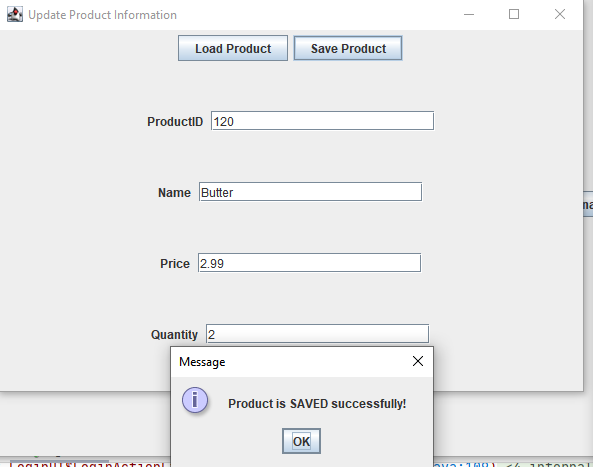 Update Product Information
Load Product Save Product
ProductID 120
Name Butter
Price 2.99
Quantity 2
Message
Product is SAVED successfully!
OK